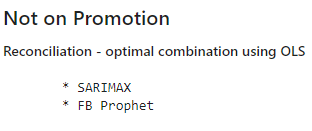 Not on Promotion
Reconciliation - optimal combination using OLS
* SARIMAX
* FB Prophet